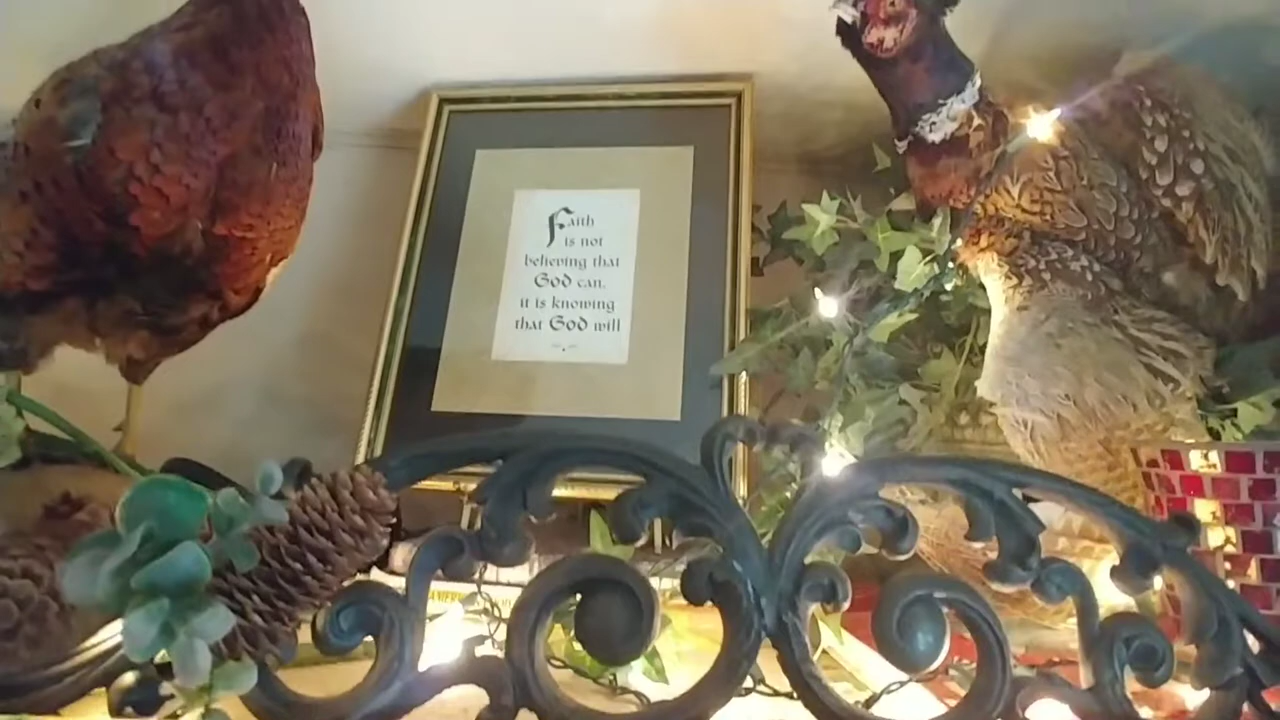 Faith
is not
believing that
God can,
it is knowing
that God will